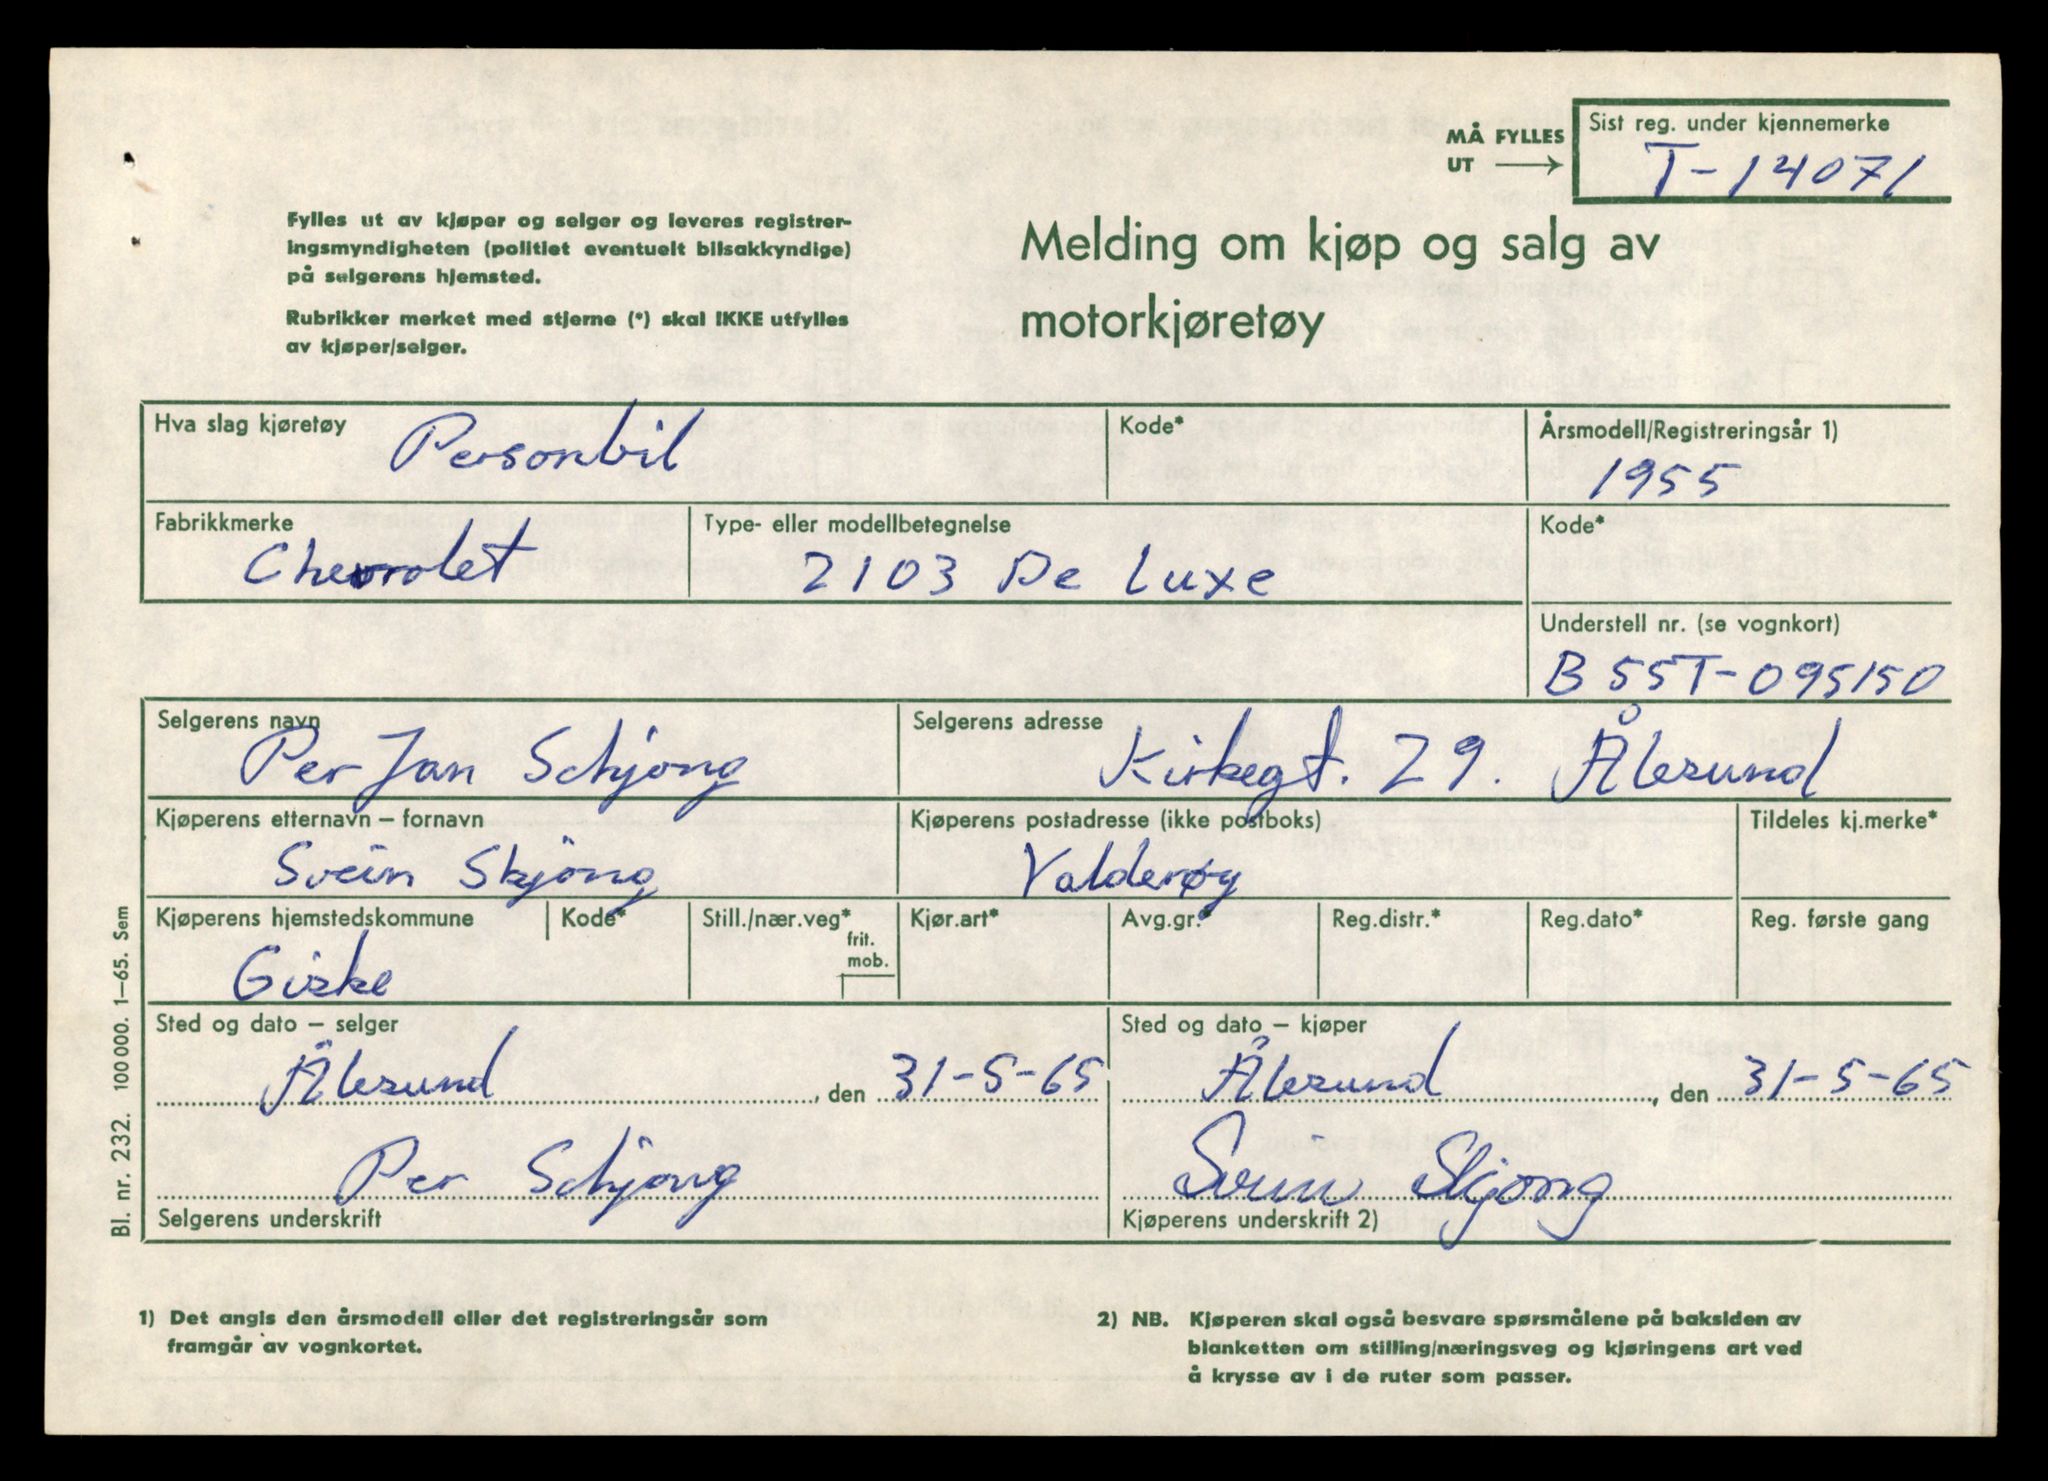 MÅ FYLLES
UT
Sist reg. under kjennemerke
T-14071
Fylles ut av kjøper og selger og leveres registrer-
ingsmyndigheten (politiet eventuelt bilsakkyndige)
på selgerens hjemsted.
Rubrikker merket med stjerne (*) skal IKKE utfylles
av kjøper/selger.
Melding om kjøp og salg av
motorkjøretøy
Hva slag kjøretøy
Personbil
Kode*
Årsmodell/Registreringsår 1)
1955
Fabrikkmerke
Chevrolet
Type- eller modellbetegnelse
2103 De Luxe
Kode*
Understell nr. (se vognkort)
B 55T-095150
Selgerens navn
Per Jan Schjong
Selgerens adresse
Kirkegt. 29. Ålesund
Kjøperens etternavn – fornavn
Svein Skjong
Kjøperens postadresse (ikke postboks)
Valderøy
Tildeles kj.merke*
Kjøperens hjemstedskommune
Giske
Kode*
Still./nær.veg*
frit.
mob.
Kjør.art*
Avg.gr.*
Reg.distr.*
Reg.dato*
Reg. første gang
Sted og dato – selger
Ålesund, den 31-5-65
Per Schjong
Selgerens underskrift
Sted og dato – kjøper
Ålesund, den 31-5-65
Svein Skjong
Kjøperens underskrift 2)
Bl. nr. 232. 100 000. 1–65. Sem
1) Det angis den årsmodell eller det registreringsår som
framgår av vognkortet.
2) NB. Kjøperen skal også besvare spørsmålene på baksiden av
blanketten om stilling/næringsveg og kjøringens art ved
å krysse av i de ruter som passer.